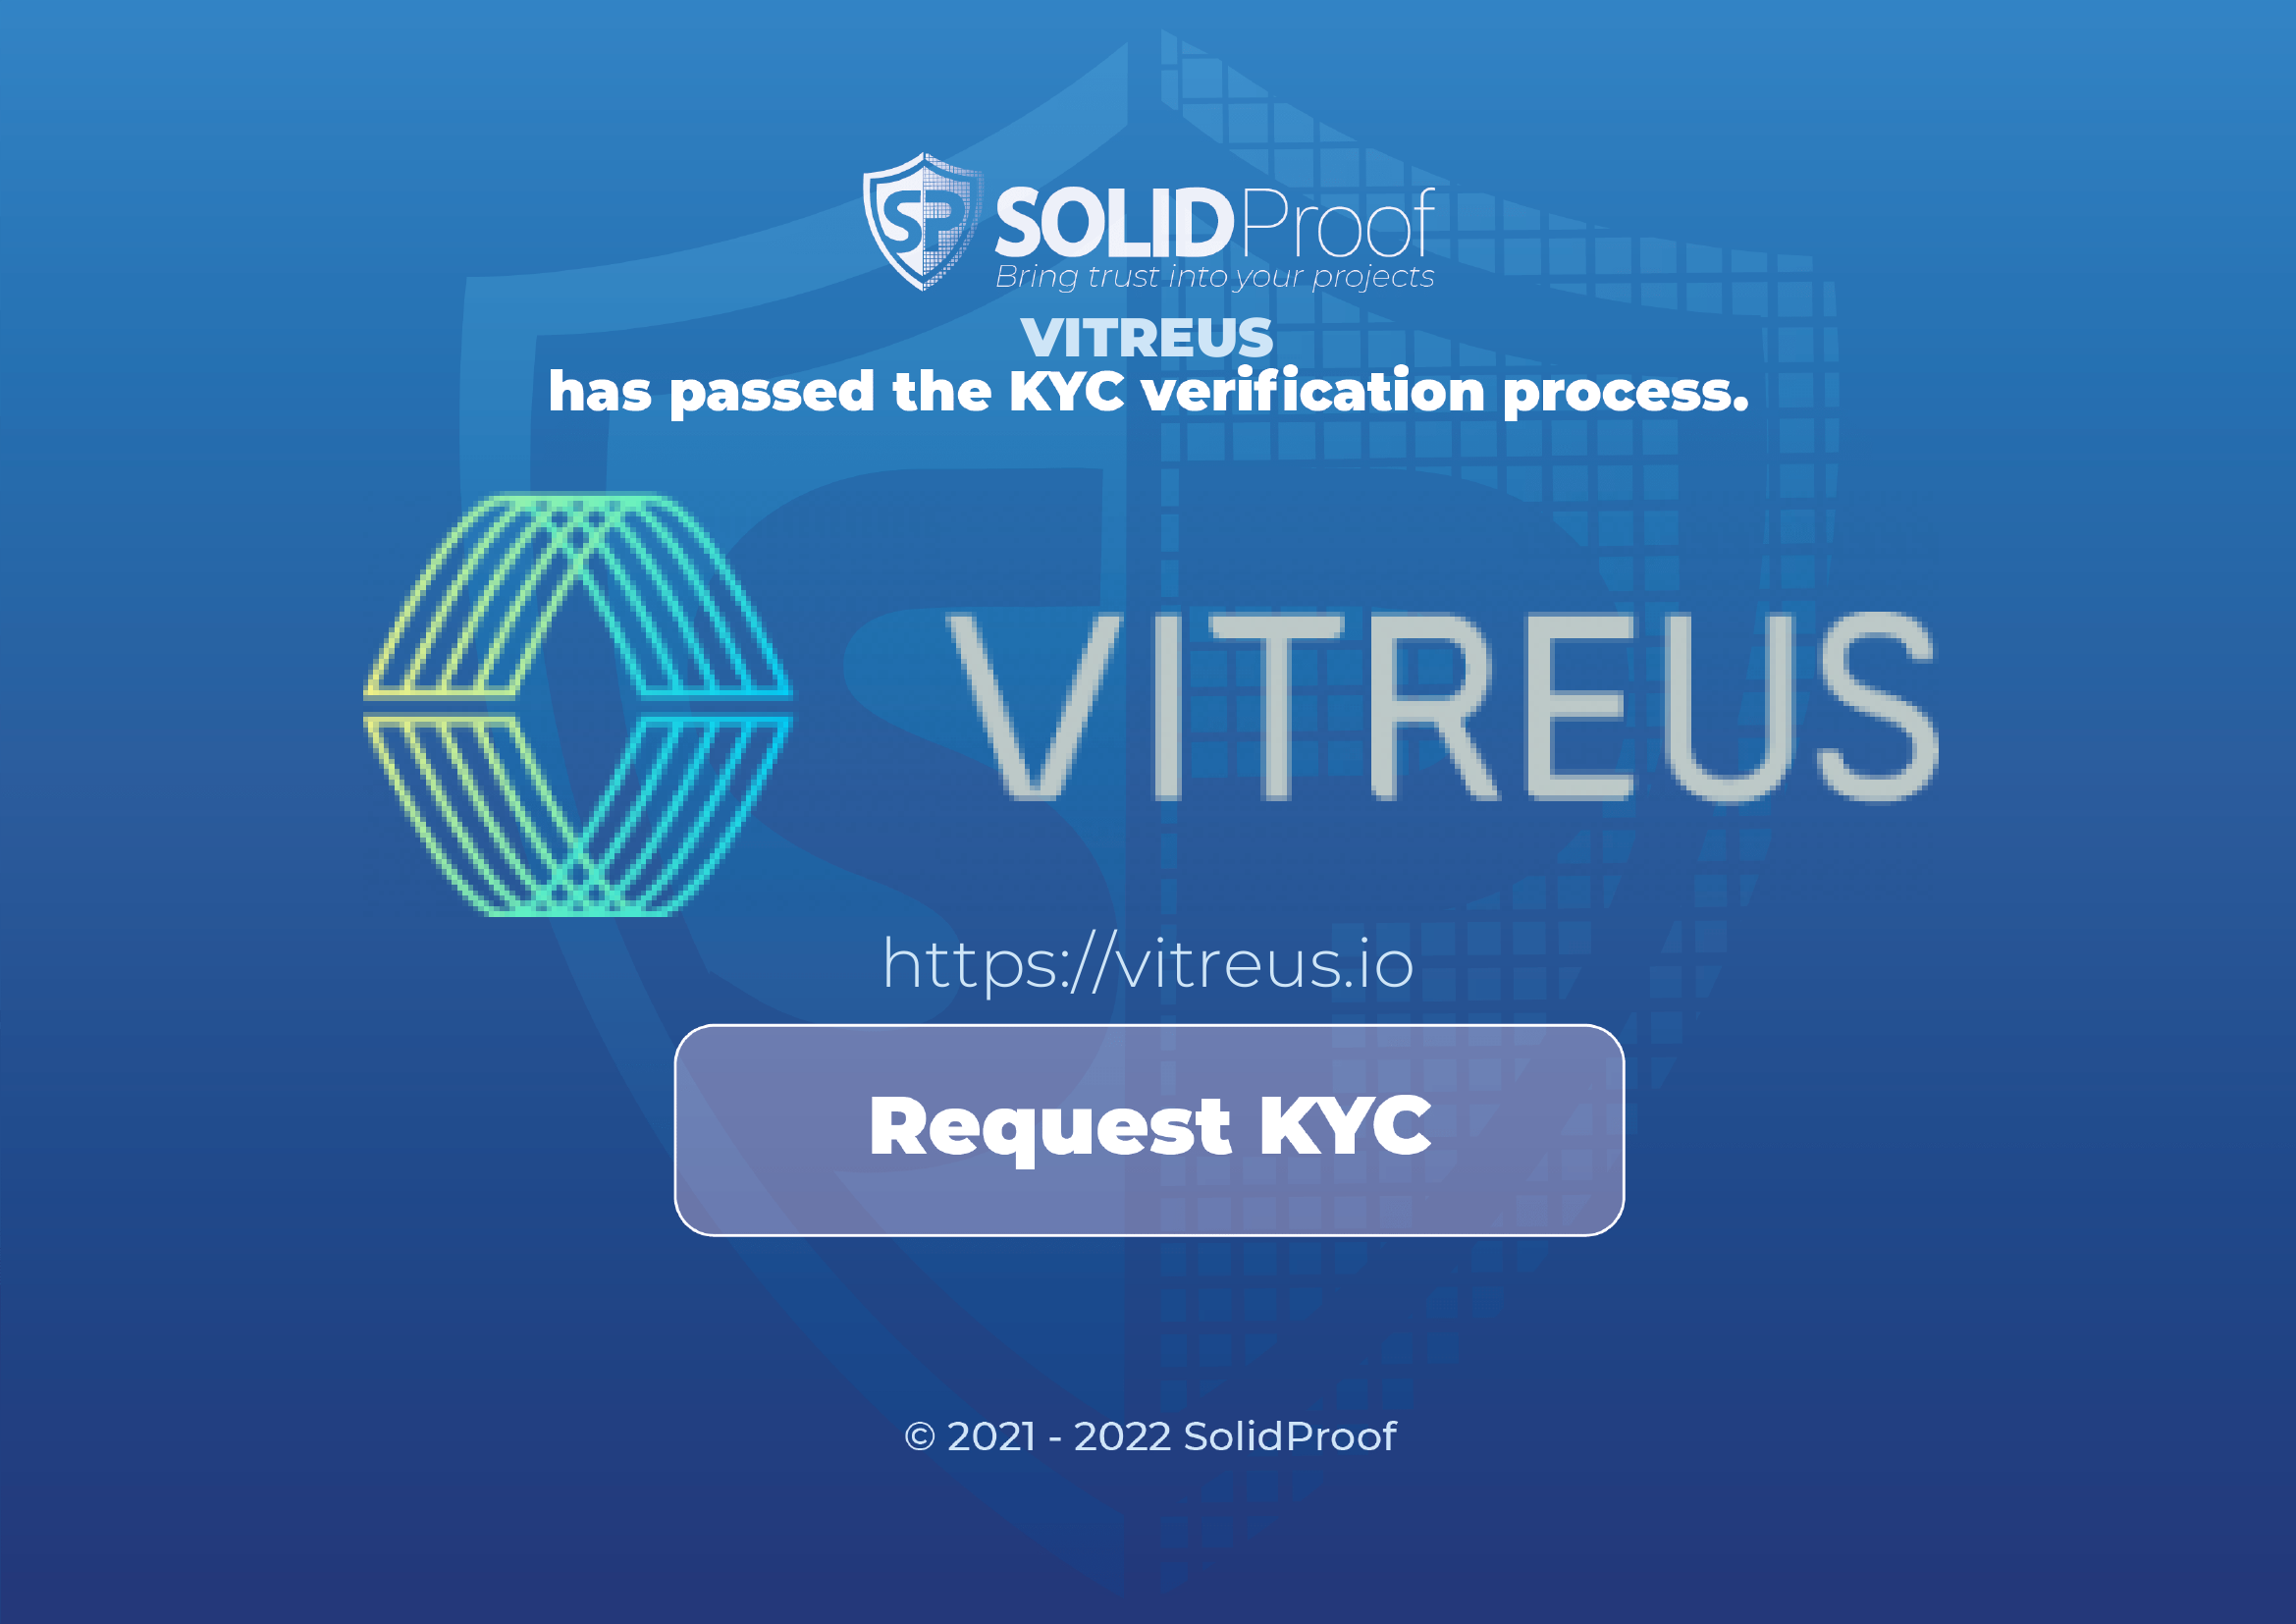 SP SOLIDProof
Bring trust into your projects
VITREUS
has passed the KYC verification process.
VITREUS
https://vitreus.io
Request KYC
© 2021 - 2022 SolidProof